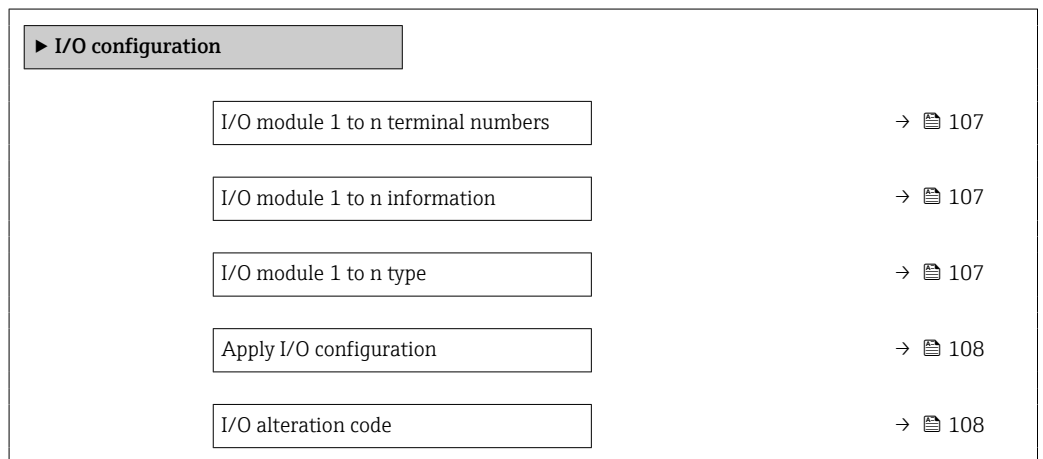 ▶ I/O configuration
I/O module 1 to n terminal numbers → 107
I/O module 1 to n information → 107
I/O module 1 to n type → 107
Apply I/O configuration → 108
I/O alteration code → 108